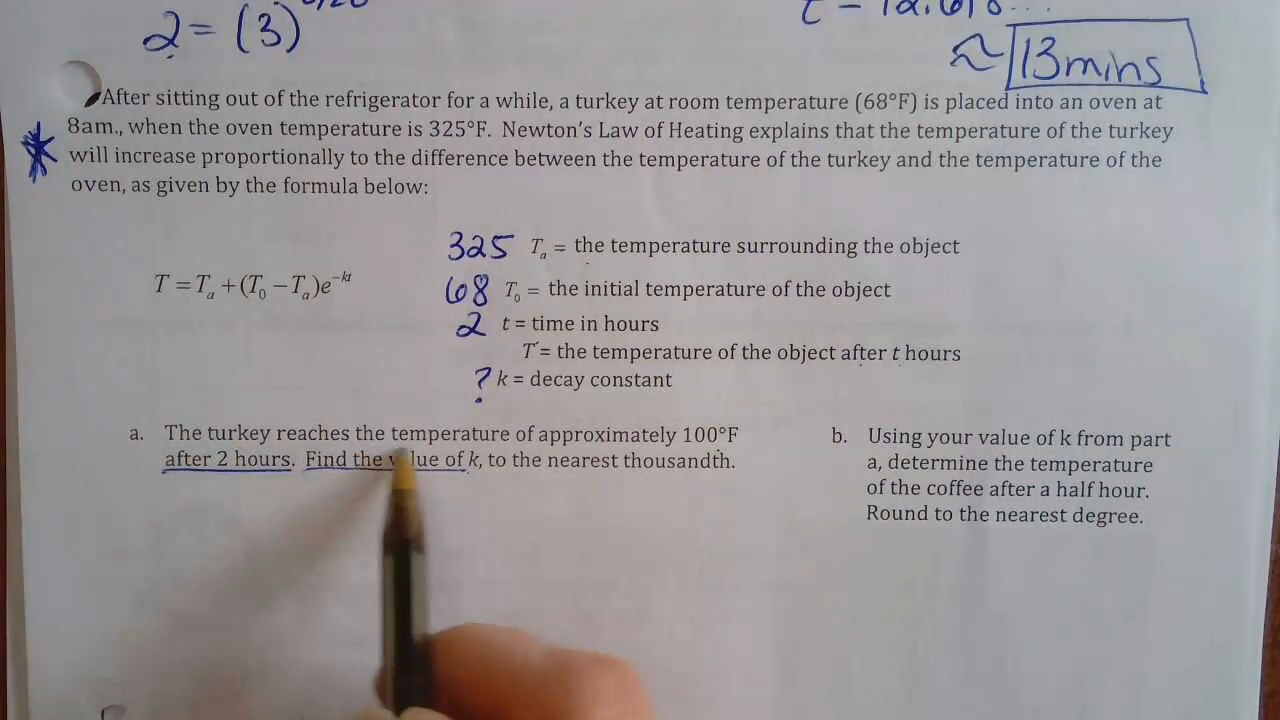 2 = (3)
t = 12.618...
≈ 13 mins
After sitting out of the refrigerator for a while, a turkey at room temperature (68°F) is placed into an oven at
8am., when the oven temperature is 325°F. Newton's Law of Heating explains that the temperature of the turkey
will increase proportionally to the difference between the temperature of the turkey and the temperature of the
oven, as given by the formula below:
325 Tₐ = the temperature surrounding the object
T = Tₐ + (T₀ − Tₐ)e^(−kt)
68 T₀ = the initial temperature of the object
2 t = time in hours
T = the temperature of the object after t hours
? k = decay constant
a. The turkey reaches the temperature of approximately 100°F
after 2 hours. Find the value of k, to the nearest thousandth.
b. Using your value of k from part
a, determine the temperature
of the coffee after a half hour.
Round to the nearest degree.